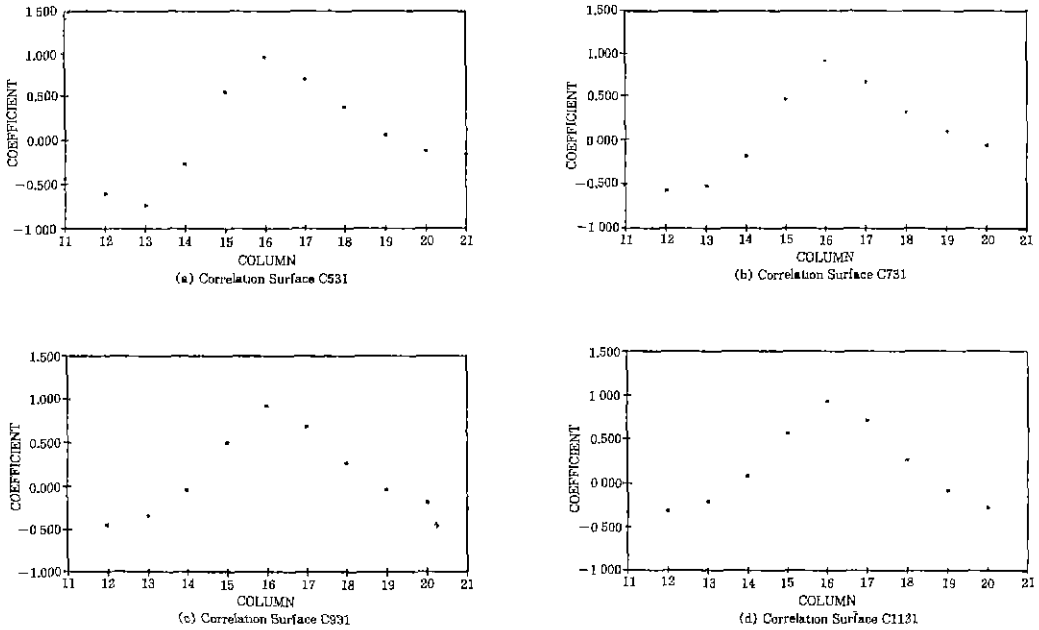 1.500
1.000
0.500
0.000
−0.500
−1 000
COEFFICIENT
11 12 13 14 15 16 17 18 19 20 21
COLUMN
(a) Correlation Surface C531
1.500
1.000
0.500
0.000
−0.500
−1 000
COEFFICIENT
11 12 13 14 15 16 17 18 19 20 21
COLUMN
(b) Correlation Surface C731
1.500
1 000
0.500
0.000
−0.500
−1.000
COEFFICIENT
11 12 13 14 15 16 17 18 19 20 21
COLUMN
(c) Correlation Surface C931
1.500
1 000
0.500
0 000
−0 500
−1 000
COEFFICIENT
11 12 13 14 15 16 17 18 19 20 21
COLUMN
(d) Correlation Surface C1131